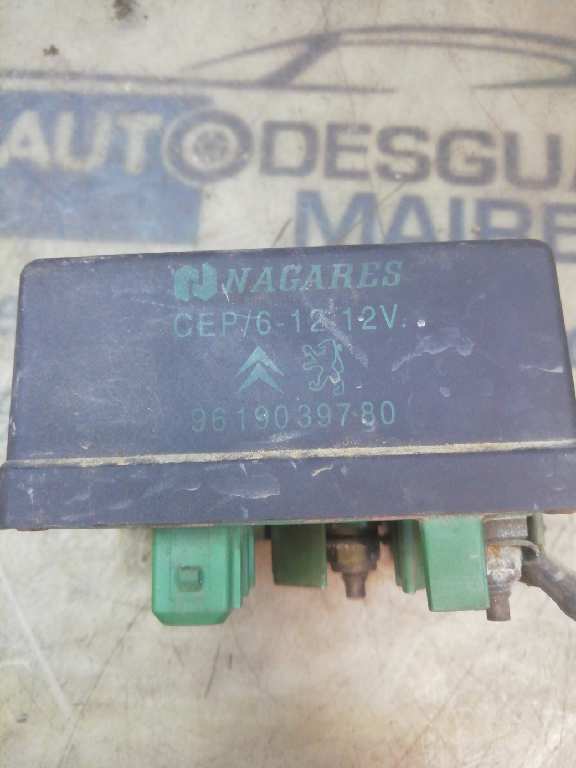 AUTODESGUA
MAIRE
NAGARES
CEP/6-12 12V.
9619039780